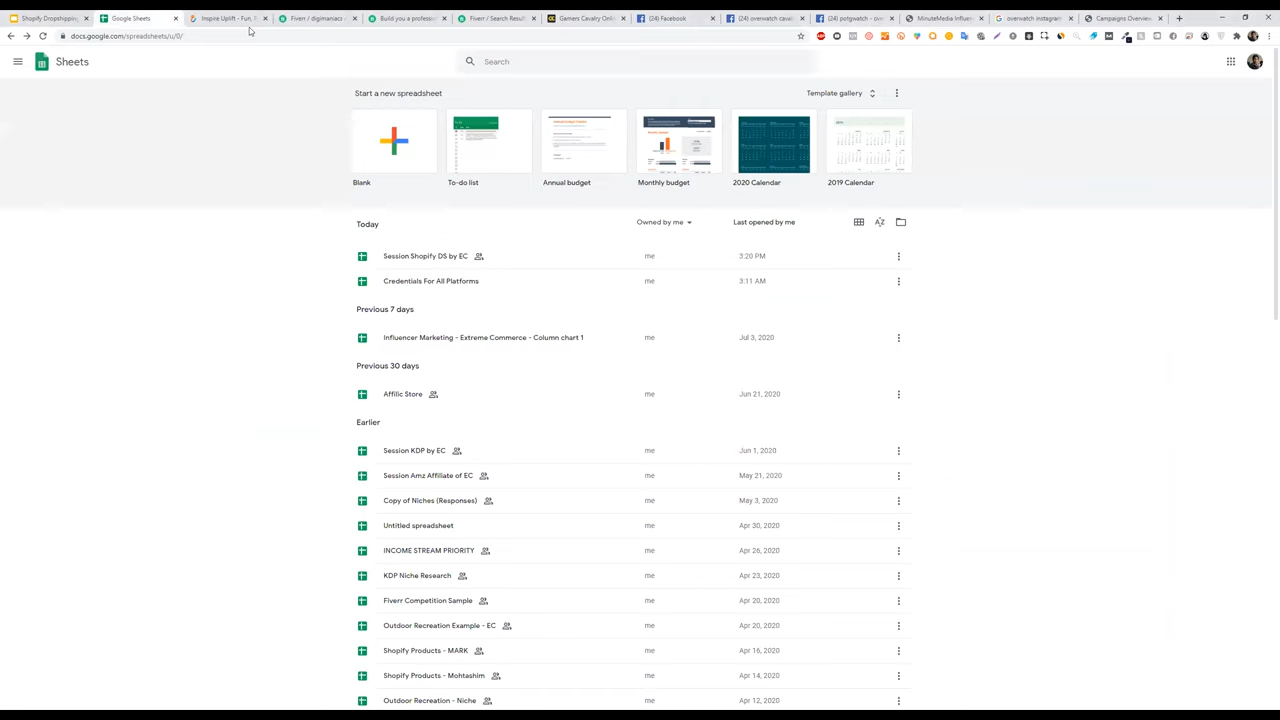 Shopify Dropshipping
Google Sheets
Inspire Uplift - Fun,
Fiverr / digimaniacz
Build you a profess
Fiverr / Search Result
Gamers Cavalry Onlin
(24) Facebook
(24) overwatch cava
(24) potgwatch - ove
MinuteMedia Influen
overwatch instagram
Campaigns Overview
docs.google.com/spreadsheets/u/0/
Sheets
Search
Start a new spreadsheet
Template gallery
Blank
To-do list
Annual budget
Monthly budget
2020 Calendar
2019 Calendar
Today
Owned by me
Last opened by me
Session Shopify DS by EC me 3:20 PM
Credentials For All Platforms me 3:11 AM
Previous 7 days
Influencer Marketing - Extreme Commerce - Column chart 1 me Jul 3, 2020
Previous 30 days
Affilic Store me Jun 21, 2020
Earlier
Session KDP by EC me Jun 1, 2020
Session Amz Affiliate of EC me May 21, 2020
Copy of Niches (Responses) me May 3, 2020
Untitled spreadsheet me Apr 30, 2020
INCOME STREAM PRIORITY me Apr 26, 2020
KDP Niche Research me Apr 23, 2020
Fiverr Competition Sample me Apr 20, 2020
Outdoor Recreation Example - EC me Apr 20, 2020
Shopify Products - MARK me Apr 16, 2020
Shopify Products - Mohtashim me Apr 14, 2020
Outdoor Recreation - Niche me Apr 12, 2020